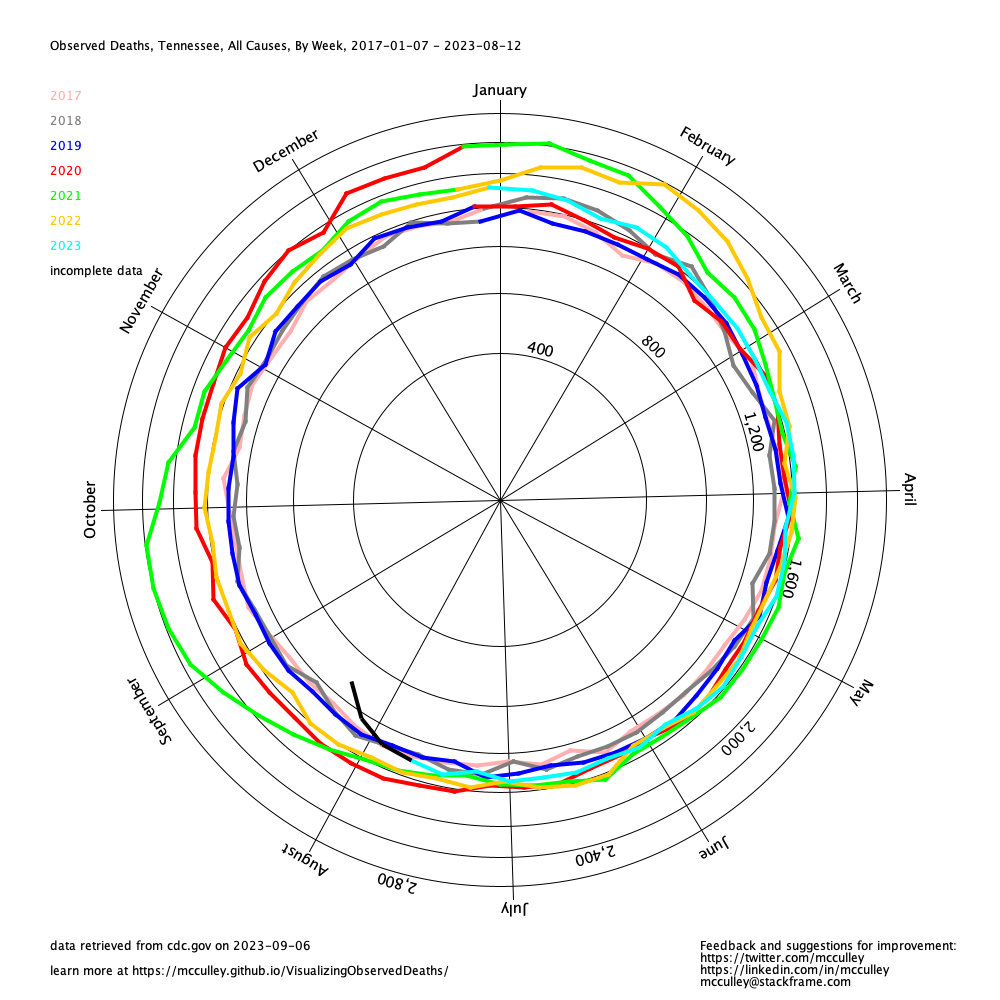 Observed Deaths, Tennessee, All Causes, By Week, 2017-01-07 - 2023-08-12
January
2017
2018
2019
2020
2021
2022
2023
incomplete data
December
February
November
March
400
800
1,200
October
April
1,600
September
May
2,000
August
2,400
June
2,800
July
data retrieved from cdc.gov on 2023-09-06
learn more at https://mcculley.github.io/VisualizingObservedDeaths/
Feedback and suggestions for improvement:
https://twitter.com/mcculley
https://linkedin.com/in/mcculley
mcculley@stackframe.com